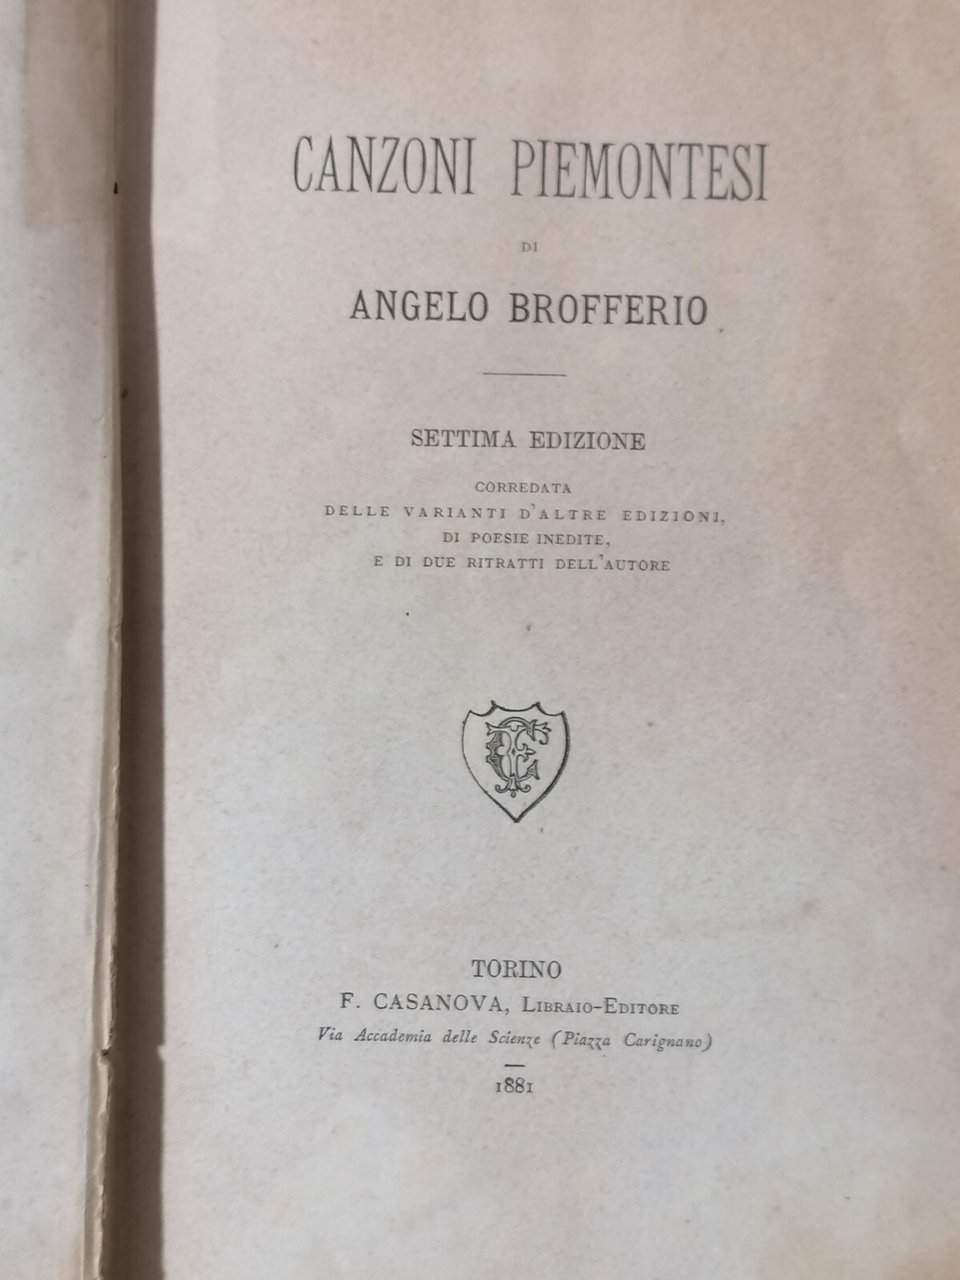 CANZONI PIEMONTESI
DI
ANGELO BROFFERIO
SETTIMA EDIZIONE
CORREDATA
DELLE VARIANTI D'ALTRE EDIZIONI,
DI POESIE INEDITE,
E DI DUE RITRATTI DELL'AUTORE
TORINO
F. CASANOVA, LIBRAIO-EDITORE
Via Accademia delle Scienze (Piazza Carignano)
1881